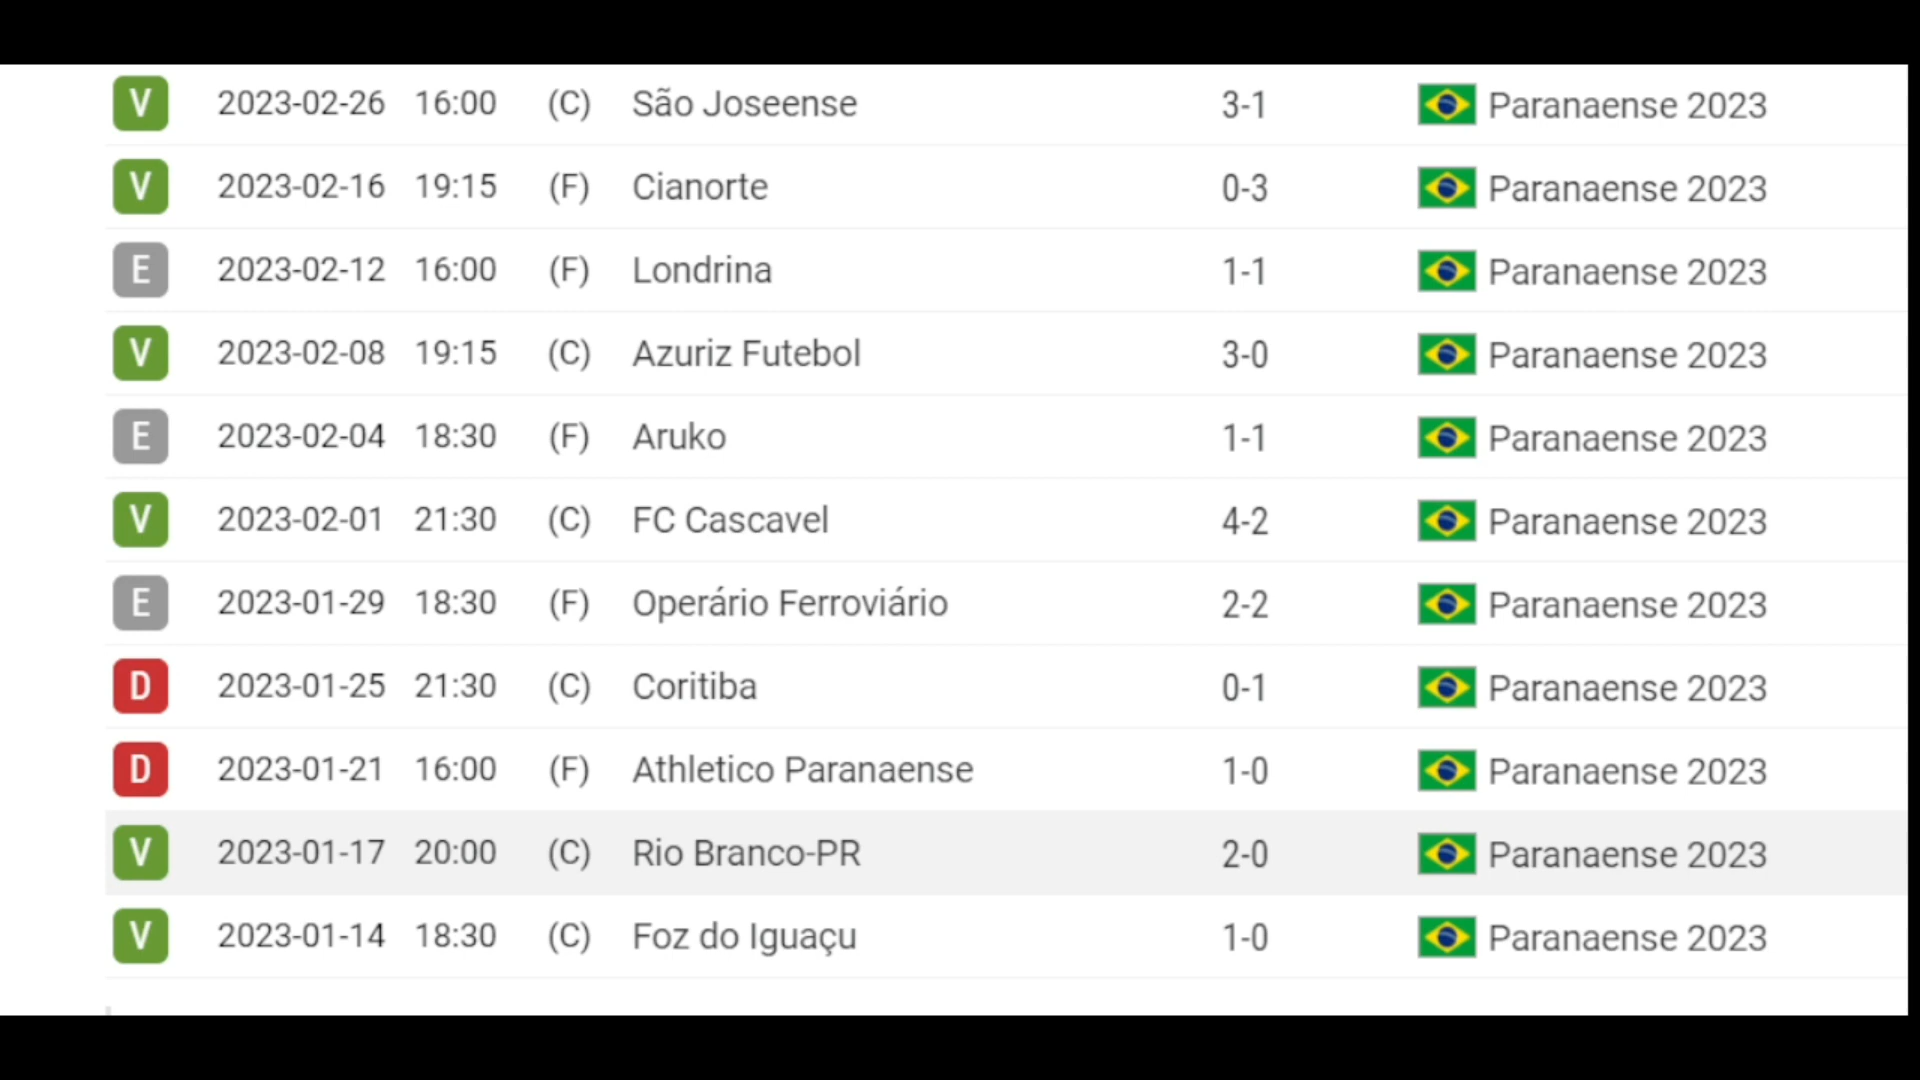 V 2023-02-26 16:00 (C) São Joseense 3-1 Paranaense 2023
V 2023-02-16 19:15 (F) Cianorte 0-3 Paranaense 2023
E 2023-02-12 16:00 (F) Londrina 1-1 Paranaense 2023
V 2023-02-08 19:15 (C) Azuriz Futebol 3-0 Paranaense 2023
E 2023-02-04 18:30 (F) Aruko 1-1 Paranaense 2023
V 2023-02-01 21:30 (C) FC Cascavel 4-2 Paranaense 2023
E 2023-01-29 18:30 (F) Operário Ferroviário 2-2 Paranaense 2023
D 2023-01-25 21:30 (C) Coritiba 0-1 Paranaense 2023
D 2023-01-21 16:00 (F) Athletico Paranaense 1-0 Paranaense 2023
V 2023-01-17 20:00 (C) Rio Branco-PR 2-0 Paranaense 2023
V 2023-01-14 18:30 (C) Foz do Iguaçu 1-0 Paranaense 2023